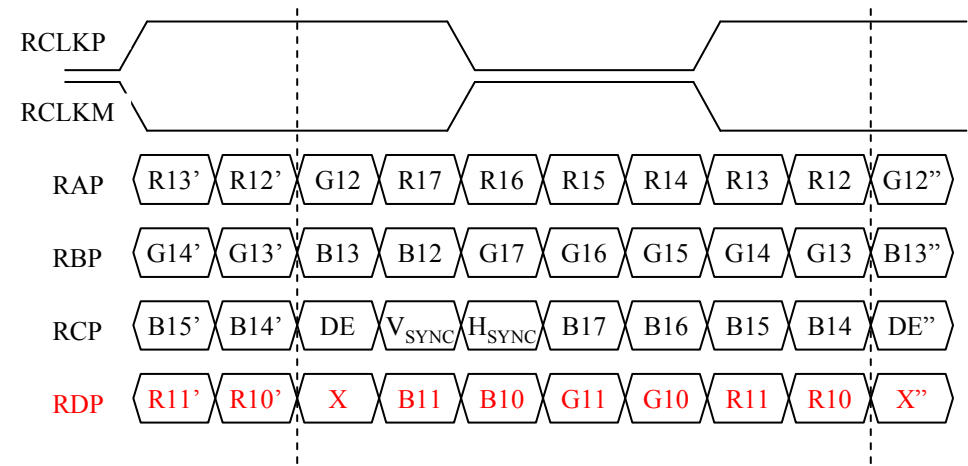 RCLKP
RCLKM
RAP R13’ R12’ G12 R17 R16 R15 R14 R13 R12 G12”
RBP G14’ G13’ B13 B12 G17 G16 G15 G14 G13 B13”
RCP B15’ B14’ DE VSYNC HSYNC B17 B16 B15 B14 DE”
RDP R11’ R10’ X B11 B10 G11 G10 R11 R10 X”